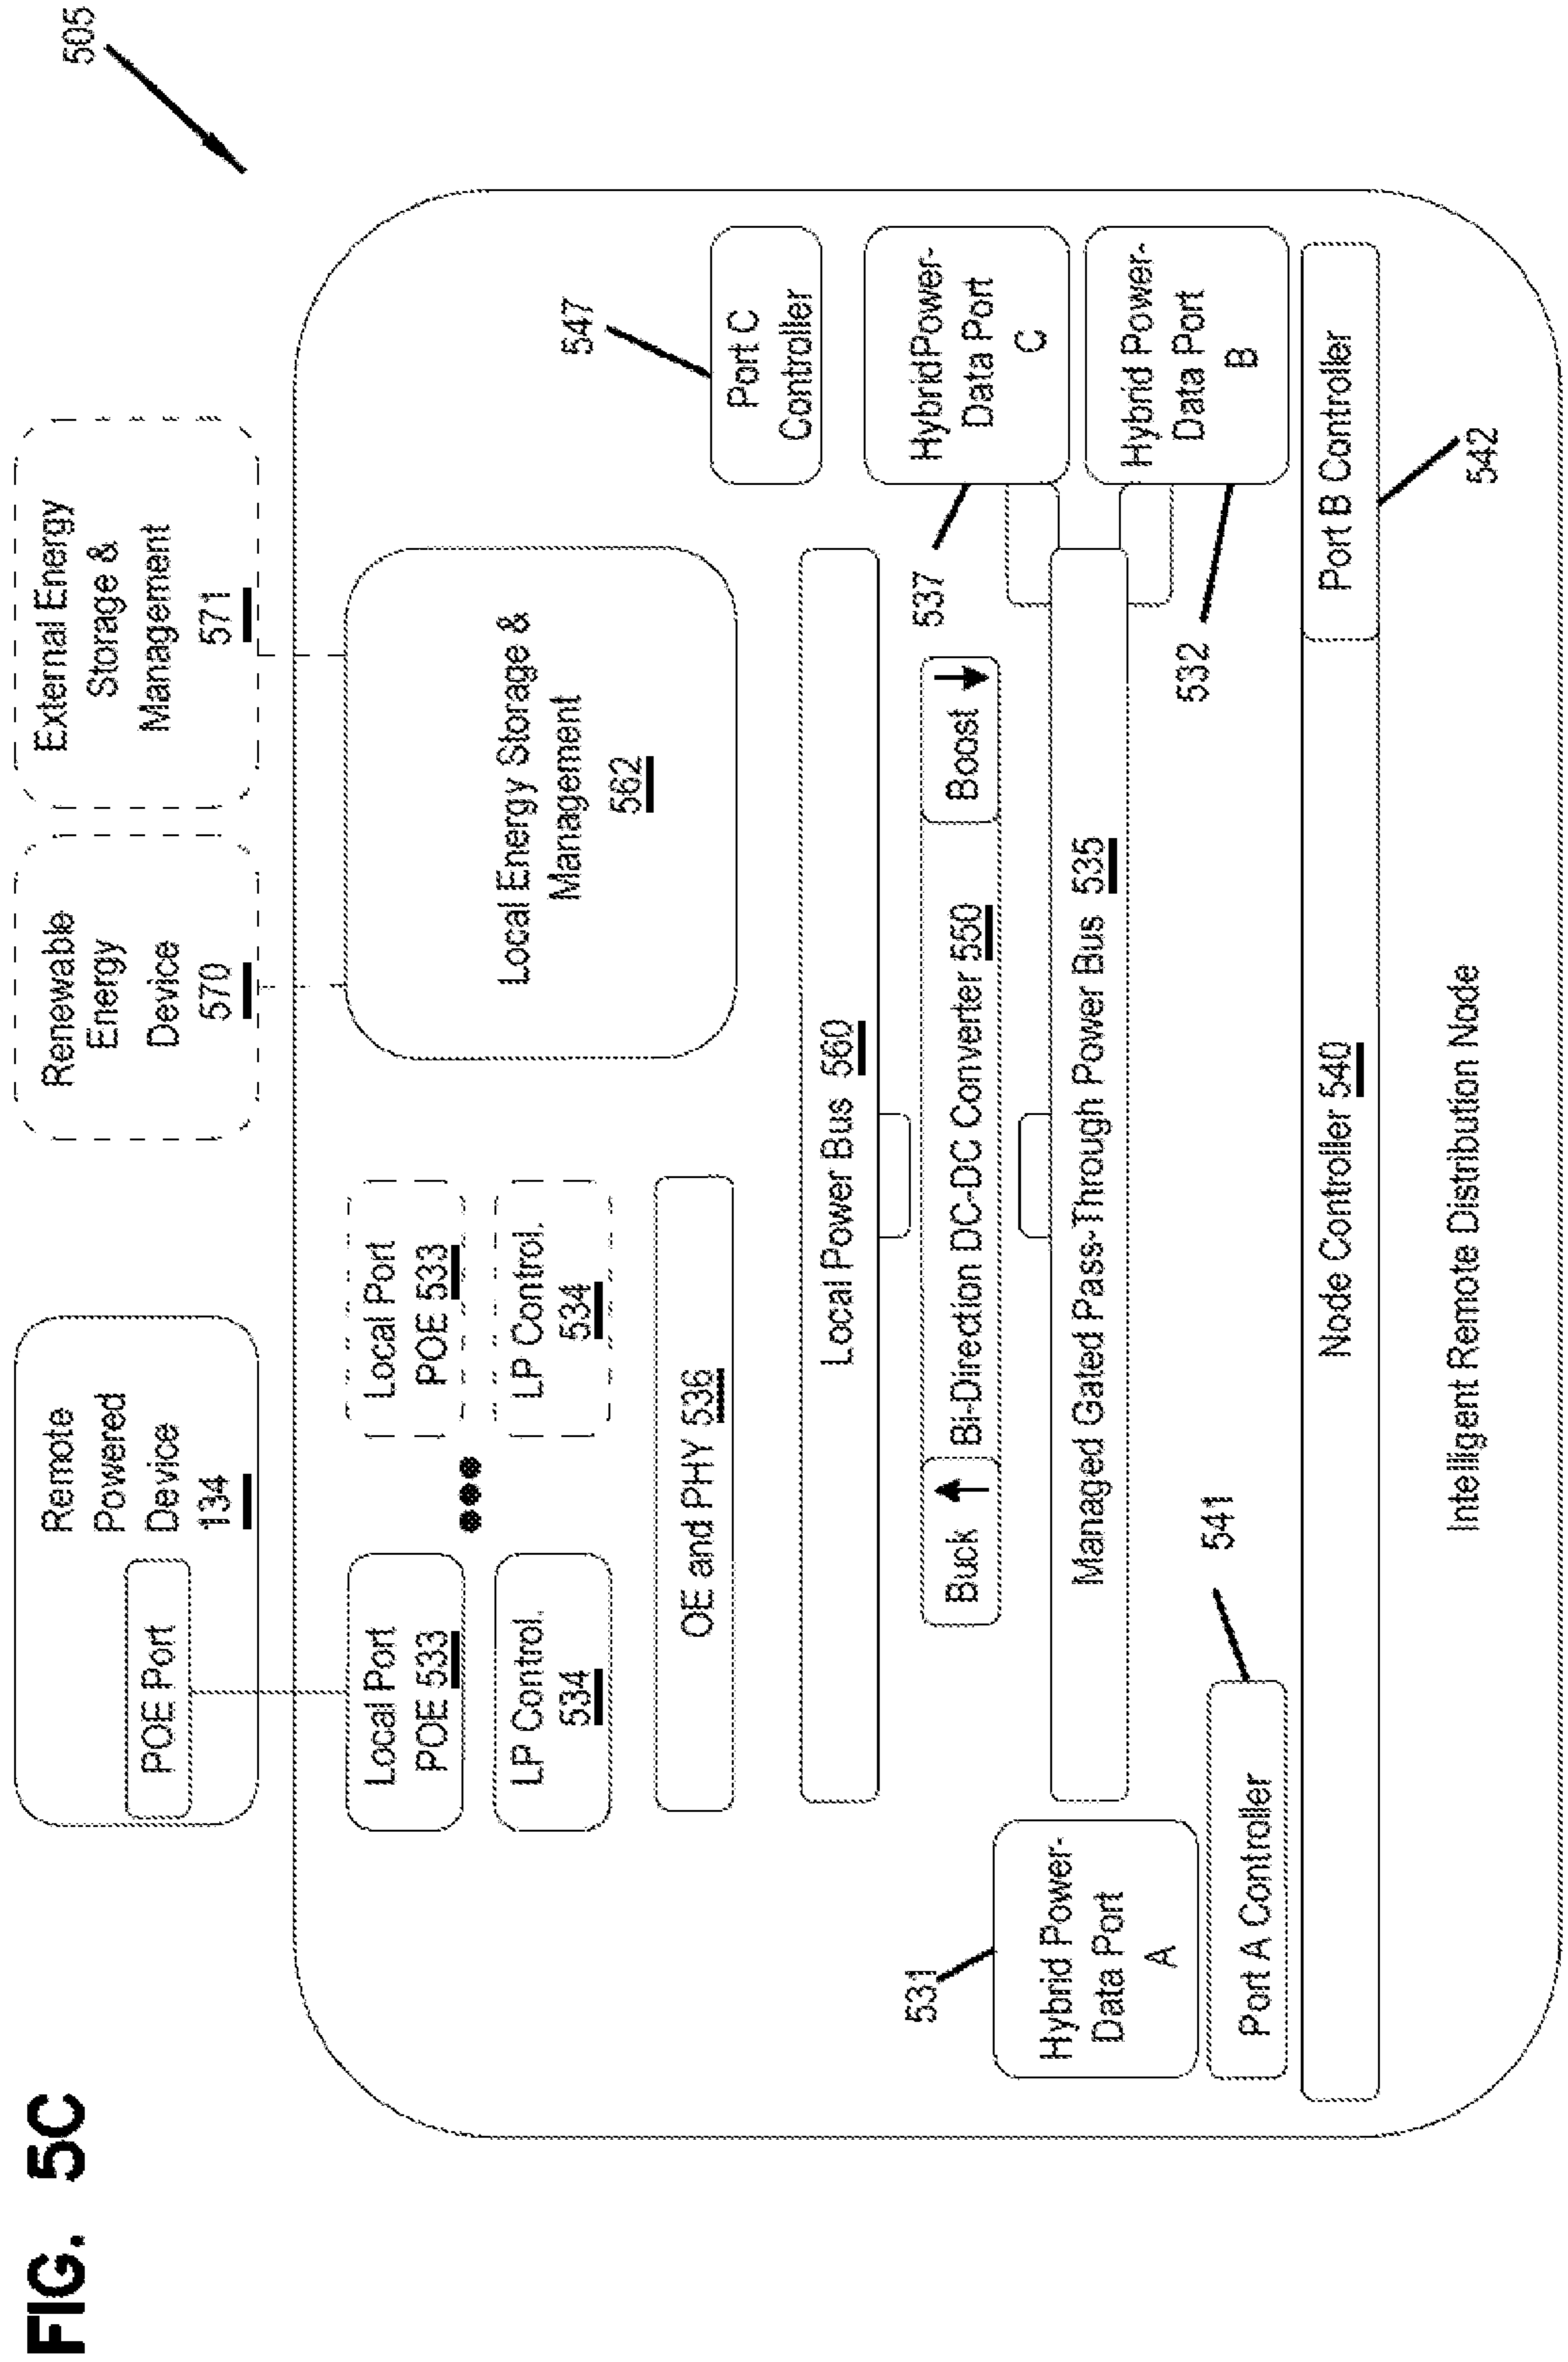 FIG. 5C
505
Remote
Powered
Device
134
POE Port
Renewable
Energy
Device
570
External Energy
Storage &
Management
571
Local Port
POE 533
Local Port
POE 533
LP Control.
534
LP Control.
534
OE and PHY 536
Local Energy Storage &
Management
562
547
Port C
Controller
Local Power Bus 560
531
Hybrid Power-
Data Port
A
Buck
Bi-Direction DC-DC Converter 550
Boost
537
HybridPower-
Data Port
C
Managed Gated Pass-Through Power Bus 535
532
Hybrid Power-
Data Port
B
541
Port A Controller
Node Controller 540
Port B Controller
542
Intelligent Remote Distribution Node